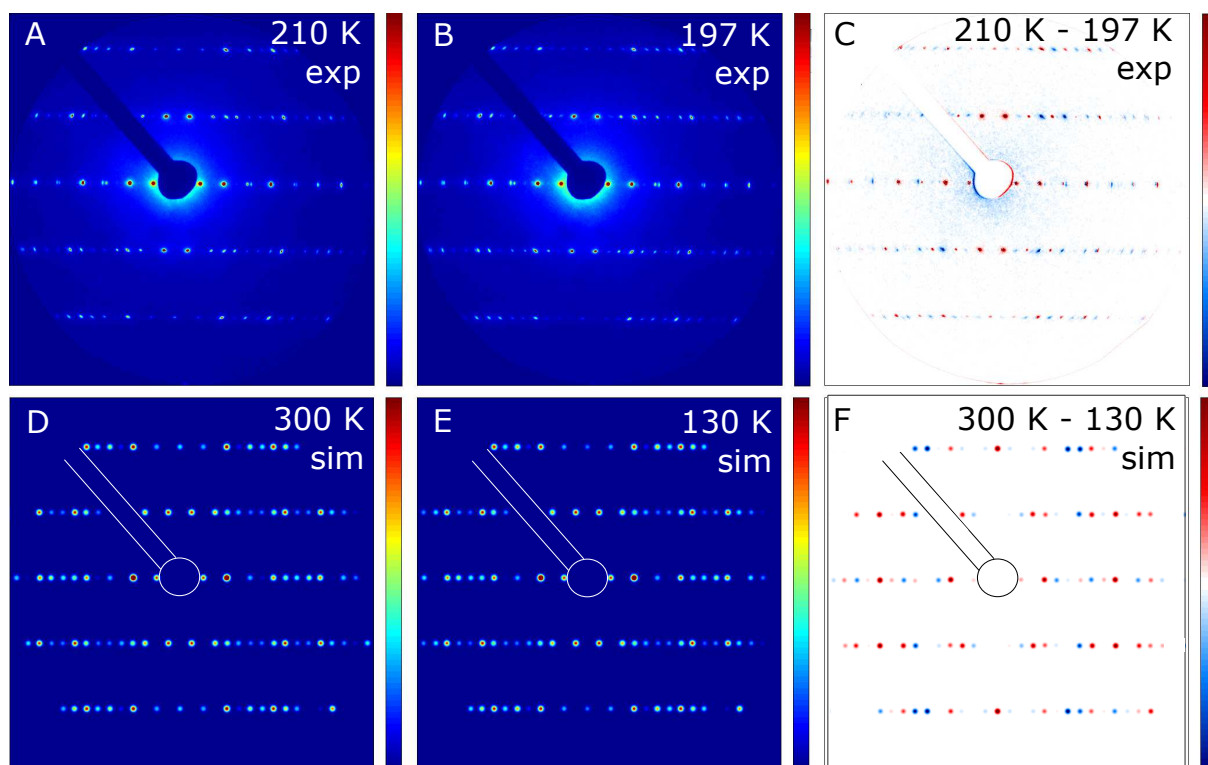 A
210 K
exp
B
197 K
exp
C
210 K - 197 K
exp
D
300 K
sim
E
130 K
sim
F
300 K - 130 K
sim